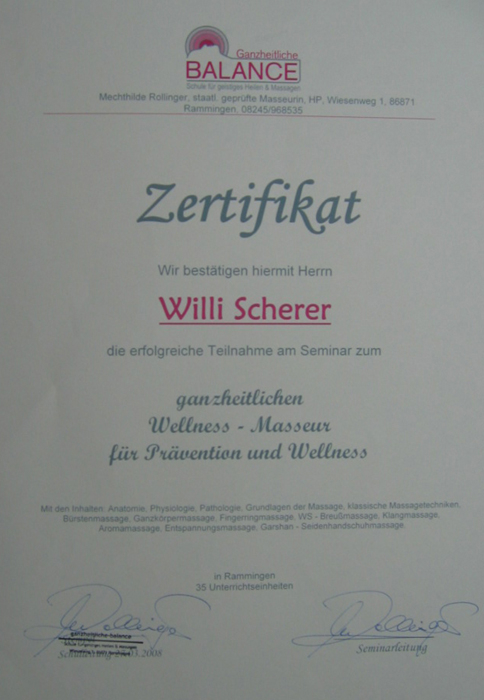 Ganzheitliche
BALANCE
Schule für geistiges Heilen & Massagen
Mechthilde Rollinger, staatl. geprüfte Masseurin, HP. Wiesenweg 1, 86871
Rammingen, 08245/968535
Zertifikat
Wir bestätigen hiermit Herrn
Willi Scherer
die erfolgreiche Teilnahme am Seminar zum
ganzheitlichen
Wellness - Masseur
für Prävention und Wellness
Mit den Inhalten: Anatomie, Physiologie, Pathologie, Grundlagen der Massage, klassische Massagetechniken,
Bürstenmassage, Ganzkörpermassage, Fingerringmassage, WS - Breußmassage, Klangmassage,
Aromamassage, Entspannungsmassage, Garshan - Seidenhandschuhmassage.
in Rammingen
35 Unterrichtseinheiten
ganzheitliche-balance
2008
Seminarleitung